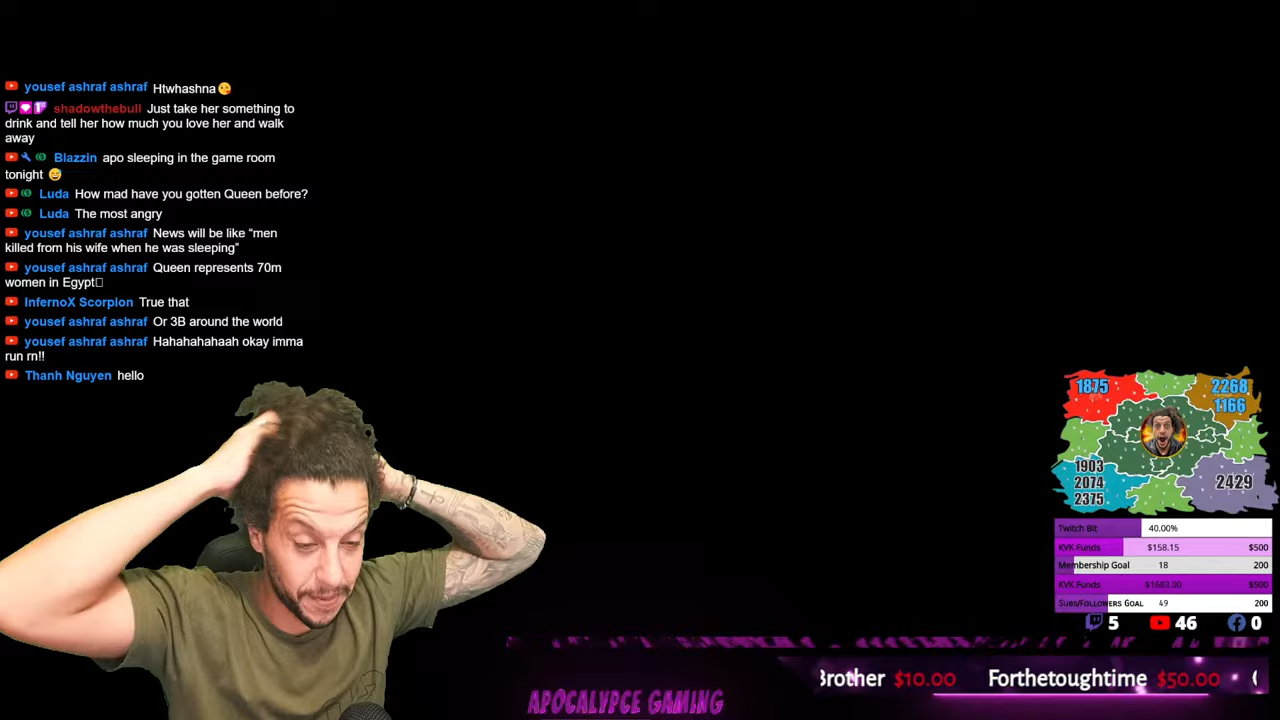 yousef ashraf ashraf Htwhashna😘
shadowthebull Just take her something to
drink and tell her how much you love her and walk
away
Blazzin apo sleeping in the game room
tonight 😅
Luda How mad have you gotten Queen before?
Luda The most angry
yousef ashraf ashraf News will be like “men
killed from his wife when he was sleeping”
yousef ashraf ashraf Queen represents 70m
women in Egypt
InfernoX Scorpion True that
yousef ashraf ashraf Or 3B around the world
yousef ashraf ashraf Hahahahahaah okay imma
run rn!!
Thanh Nguyen hello
1875
2268
1166
1903
2074
2375
2429
Twitch Bit 40.00%
KVK Funds $158.15 $500
Membership Goal 18 200
KVK Funds $1683.00 $500
Subs/Followers Goal 49 200
5 46 0
Brother $10.00 Forthetoughtime $50.00
APOCALYPCE GAMING